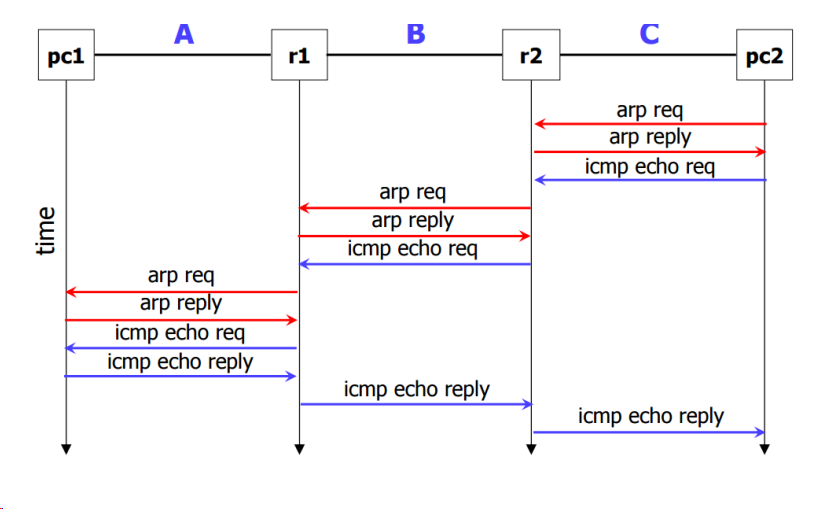 A B C
pc1 r1 r2 pc2
arp req
arp reply
icmp echo req
arp req
arp reply
icmp echo req
time
arp req
arp reply
icmp echo req
icmp echo reply
icmp echo reply
icmp echo reply